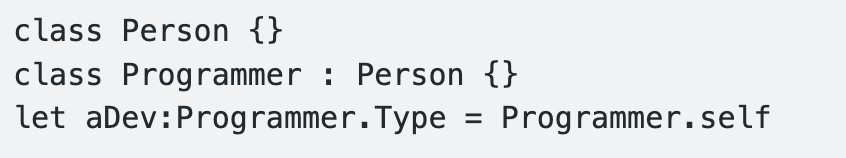 class Person {}
class Programmer : Person {}
let aDev:Programmer.Type = Programmer.self